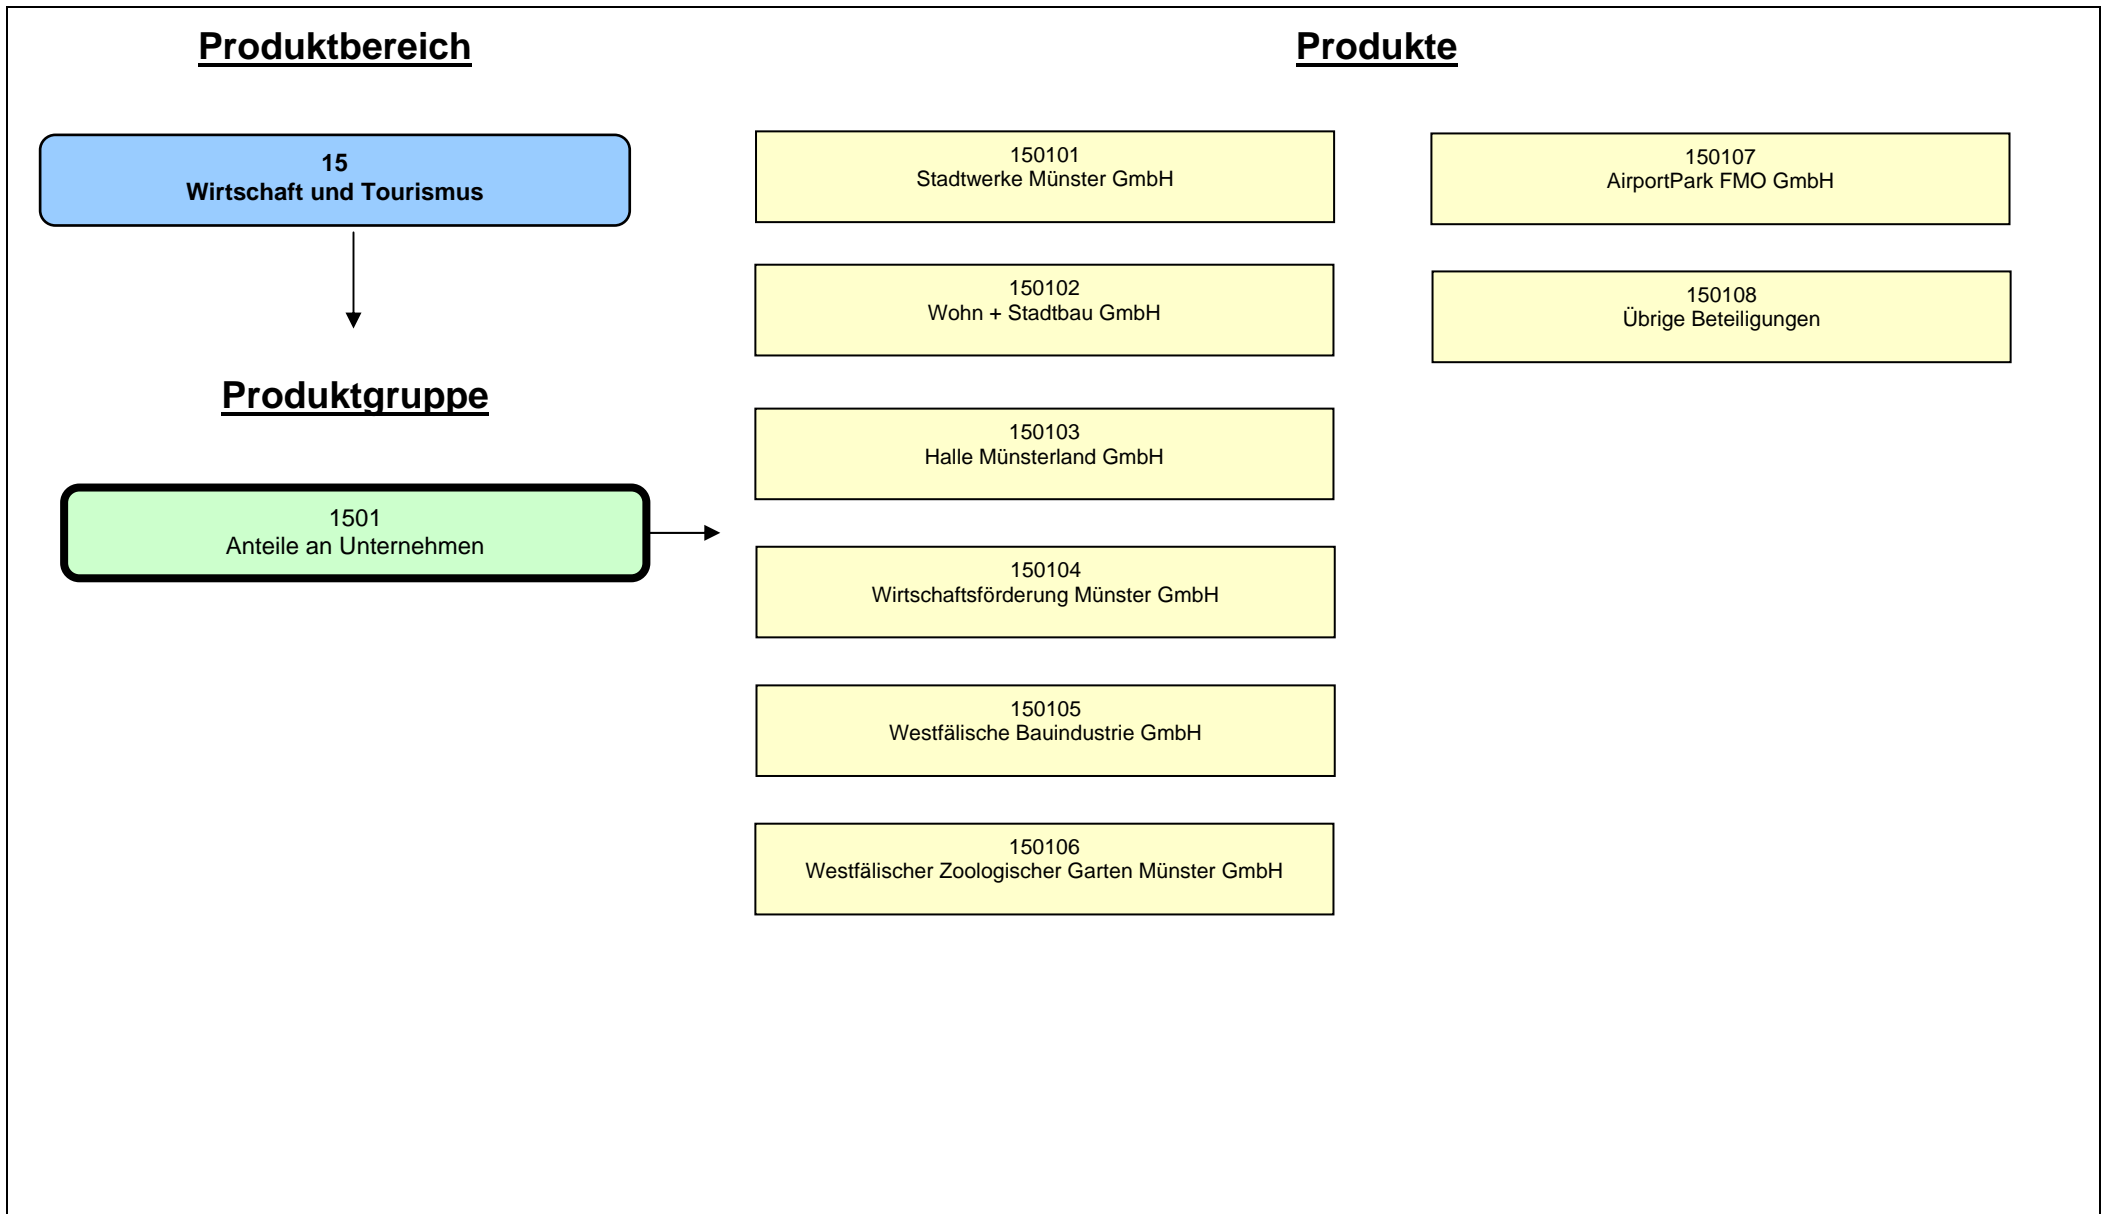 Produktbereich
15
Wirtschaft und Tourismus
Produktgruppe
1501
Anteile an Unternehmen
Produkte
150101
Stadtwerke Münster GmbH
150102
Wohn + Stadtbau GmbH
150103
Halle Münsterland GmbH
150104
Wirtschaftsförderung Münster GmbH
150105
Westfälische Bauindustrie GmbH
150106
Westfälischer Zoologischer Garten Münster GmbH
150107
AirportPark FMO GmbH
150108
Übrige Beteiligungen